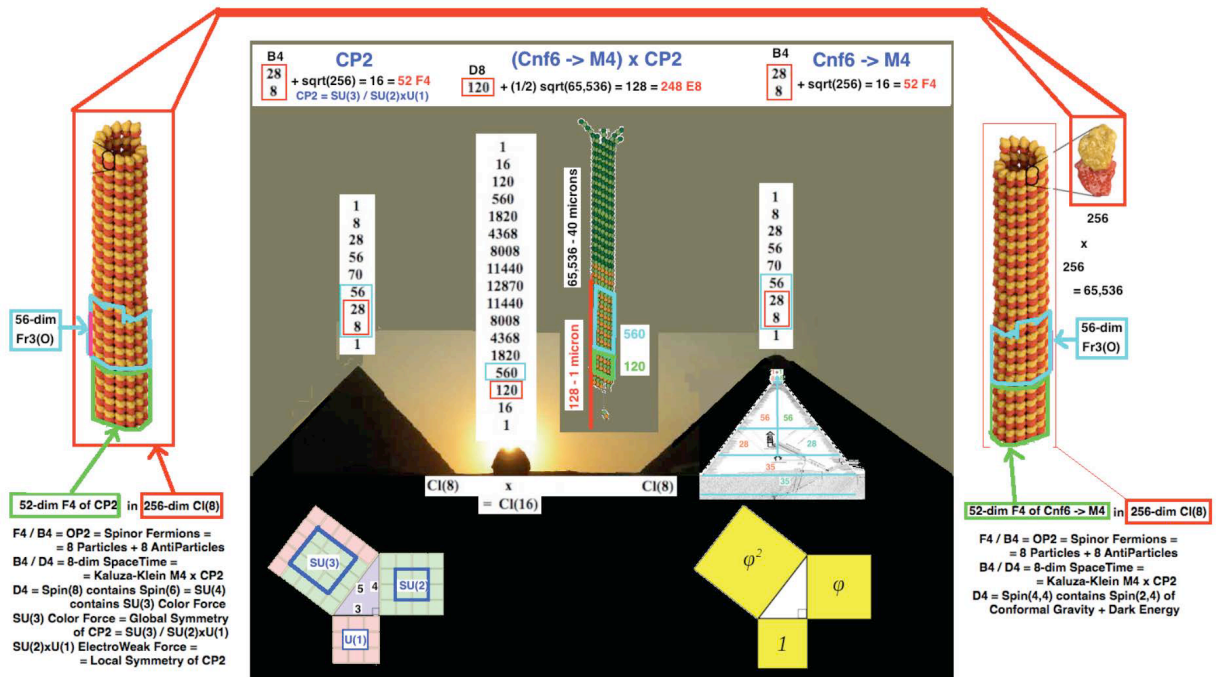 B4
28
8
CP2
+ sqrt(256) = 16 = 52 F4
CP2 = SU(3) / SU(2)xU(1)
(Cnf6 -> M4) x CP2
D8
120
+ (1/2) sqrt(65,536) = 128 = 248 E8
B4
28
8
Cnf6 -> M4
+ sqrt(256) = 16 = 52 F4
1
8
28
56
70
56
28
8
1
1
16
120
560
1820
4368
8008
11440
12870
11440
8008
4368
1820
560
120
16
1
65,536 - 40 microns
128 - 1 micron
560
120
1
8
28
56
70
56
28
8
1
256
x
256
= 65,536
56-dim
Fr3(O)
56-dim
Fr3(O)
56
56
28
28
35
35
Cl(8) x Cl(8)
= Cl(16)
52-dim F4 of CP2 in 256-dim Cl(8)
F4 / B4 = OP2 = Spinor Fermions =
= 8 Particles + 8 AntiParticles
B4 / D4 = 8-dim SpaceTime =
= Kaluza-Klein M4 x CP2
D4 = Spin(8) contains Spin(6) = SU(4)
contains SU(3) Color Force
SU(3) Color Force = Global Symmetry
of CP2 = SU(3) / SU(2)xU(1)
SU(2)xU(1) ElectroWeak Force =
= Local Symmetry of CP2
SU(3)
SU(2)
5
4
3
U(1)
φ²
φ
1
52-dim F4 of Cnf6 -> M4 in 256-dim Cl(8)
F4 / B4 = OP2 = Spinor Fermions =
= 8 Particles + 8 AntiParticles
B4 / D4 = 8-dim SpaceTime =
= Kaluza-Klein M4 x CP2
D4 = Spin(4,4) contains Spin(2,4) of
Conformal Gravity + Dark Energy